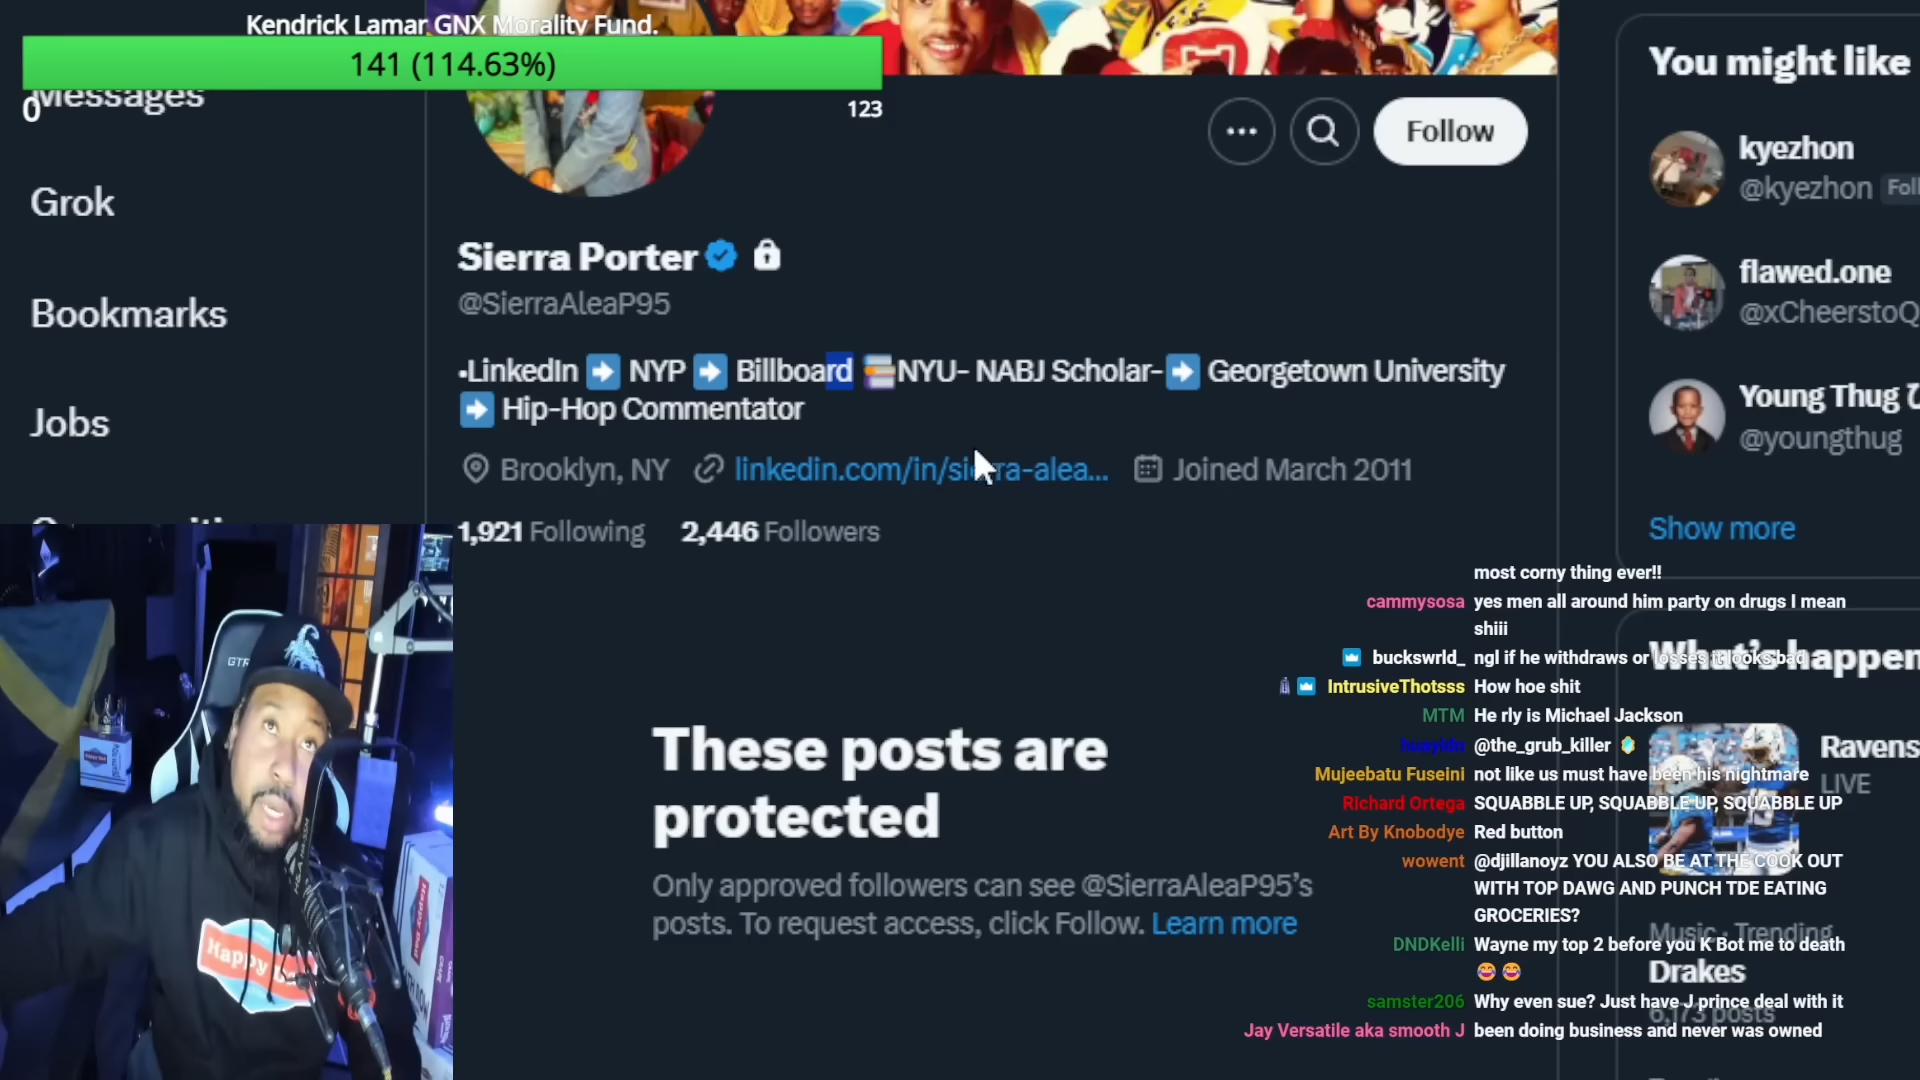 Kendrick Lamar GNX Morality Fund.
141 (114.63%)
0
123
Messages
Grok
Bookmarks
Jobs
Follow
Sierra Porter
@SierraAleaP95
•LinkedIn ➡️ NYP ➡️ Billboard 📚NYU- NABJ Scholar-➡️ Georgetown University
➡️ Hip-Hop Commentator
Brooklyn, NY linkedin.com/in/sierra-alea... Joined March 2011
1,921 Following 2,446 Followers
These posts are
protected
Only approved followers can see @SierraAleaP95's
posts. To request access, click Follow. Learn more
You might like
kyezhon
@kyezhon Foll
flawed.one
@xCheerstoQ
Young Thug
@youngthug
Show more
What's happen
Ravens
LIVE
Music · Trending
Drakes
6,173 posts
most corny thing ever!!
cammysosa yes men all around him party on drugs I mean
shiii
buckswrld_ ngl if he withdraws or losses it looks bad
IntrusiveThotsss How hoe shit
MTM He rly is Michael Jackson
@the_grub_killer
Mujeebatu Fuseini not like us must have been his nightmare
Richard Ortega SQUABBLE UP, SQUABBLE UP, SQUABBLE UP
Art By Knobodye Red button
wowent @djillanoyz YOU ALSO BE AT THE COOK OUT
WITH TOP DAWG AND PUNCH TDE EATING
GROCERIES?
DNDKelli Wayne my top 2 before you K Bot me to death
😂 😂
samster206 Why even sue? Just have J prince deal with it
Jay Versatile aka smooth J been doing business and never was owned
GTR
Happy